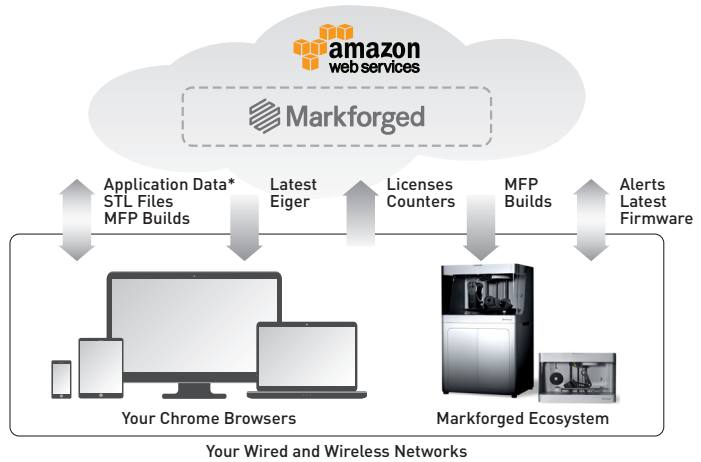 amazon
web services
Markforged
Application Data*
STL Files
MFP Builds
Latest
Eiger
Licenses
Counters
MFP
Builds
Alerts
Latest
Firmware
Your Chrome Browsers
Markforged Ecosystem
Your Wired and Wireless Networks